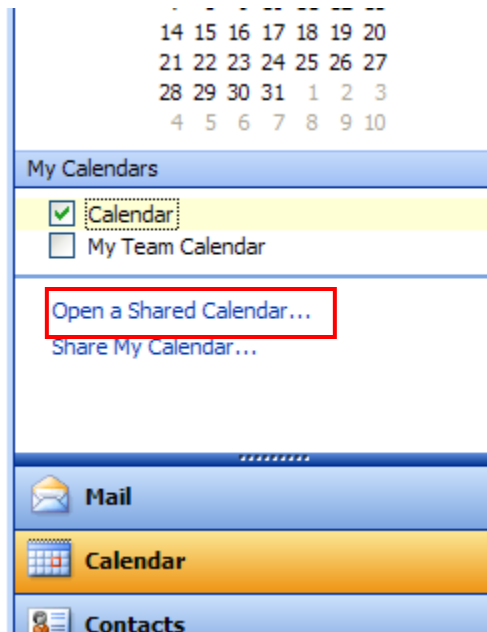 14 15 16 17 18 19 20
21 22 23 24 25 26 27
28 29 30 31 1 2 3
4 5 6 7 8 9 10
My Calendars
Calendar
My Team Calendar
Open a Shared Calendar...
Share My Calendar...
Mail
Calendar
Contacts